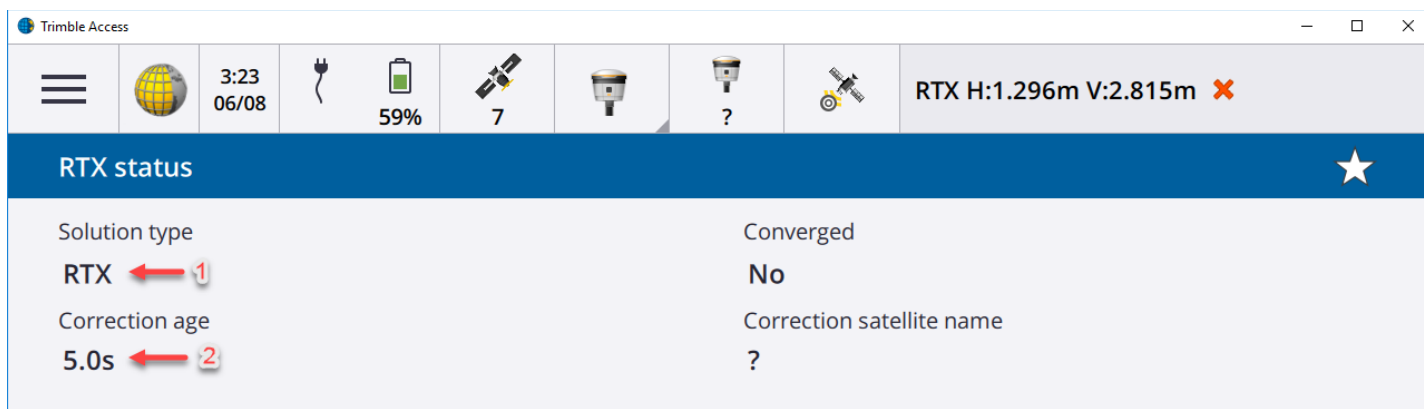 Trimble Access
3:23
06/08
59%
7
?
RTX H:1.296m V:2.815m
RTX status
Solution type
Converged
RTX 1
No
Correction age
Correction satellite name
5.0s 2
?